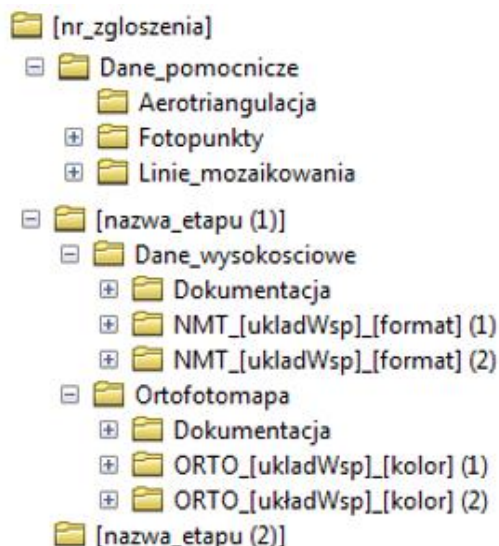 [nr_zgloszenia]
Dane_pomocnicze
Aerotriangulacja
Fotopunkty
Linie_mozaikowania
[nazwa_etapu (1)]
Dane_wysokosciowe
Dokumentacja
NMT_[ukladWsp]_[format] (1)
NMT_[ukladWsp]_[format] (2)
Ortofotomapa
Dokumentacja
ORTO_[ukladWsp]_[kolor] (1)
ORTO_[układWsp]_[kolor] (2)
[nazwa_etapu (2)]